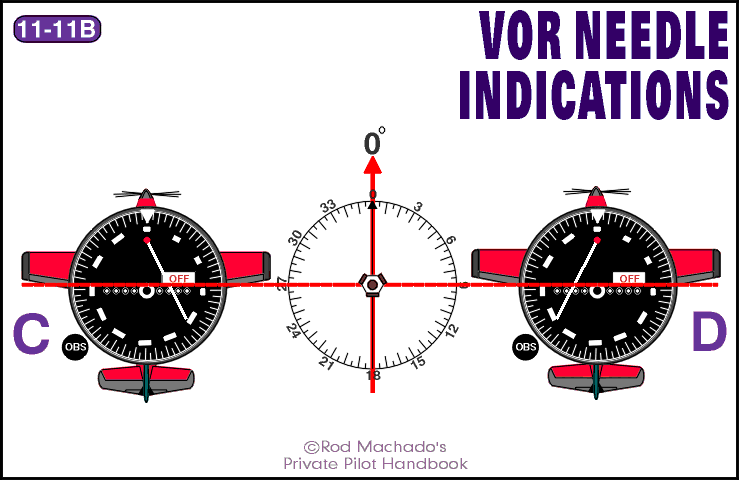 11-11B
VOR NEEDLE
INDICATIONS
0°
0
3
6
9
12
15
18
21
24
27
30
33
OFF
OFF
C
OBS
OBS
D
©Rod Machado's
Private Pilot Handbook